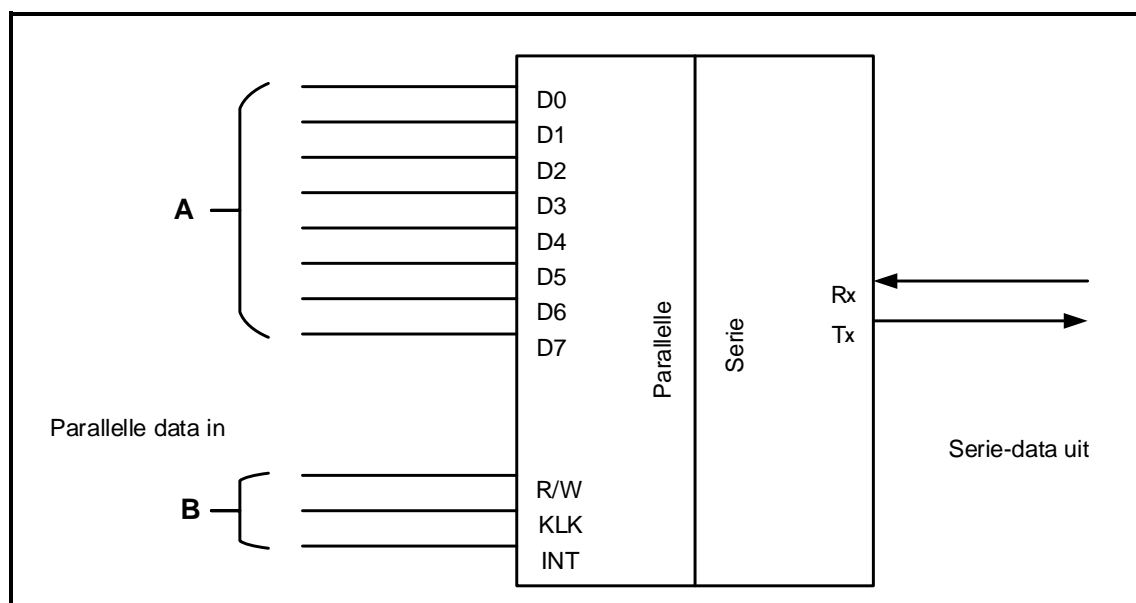 D0
D1
D2
A
D3
D4
D5
D6
D7
Parallelle
Serie
Rx
Tx
Parallelle data in
Serie-data uit
B
R/W
KLK
INT